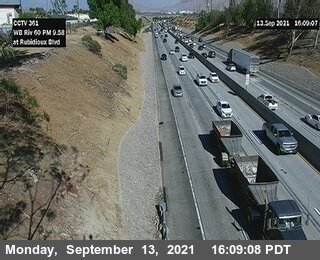 CCTV 361
WB Riv 60 PM 9.58
at Rubidioux Blvd
13.Sep 2021 16:09:07
Monday, September 13, 2021 16:09:08 PDT